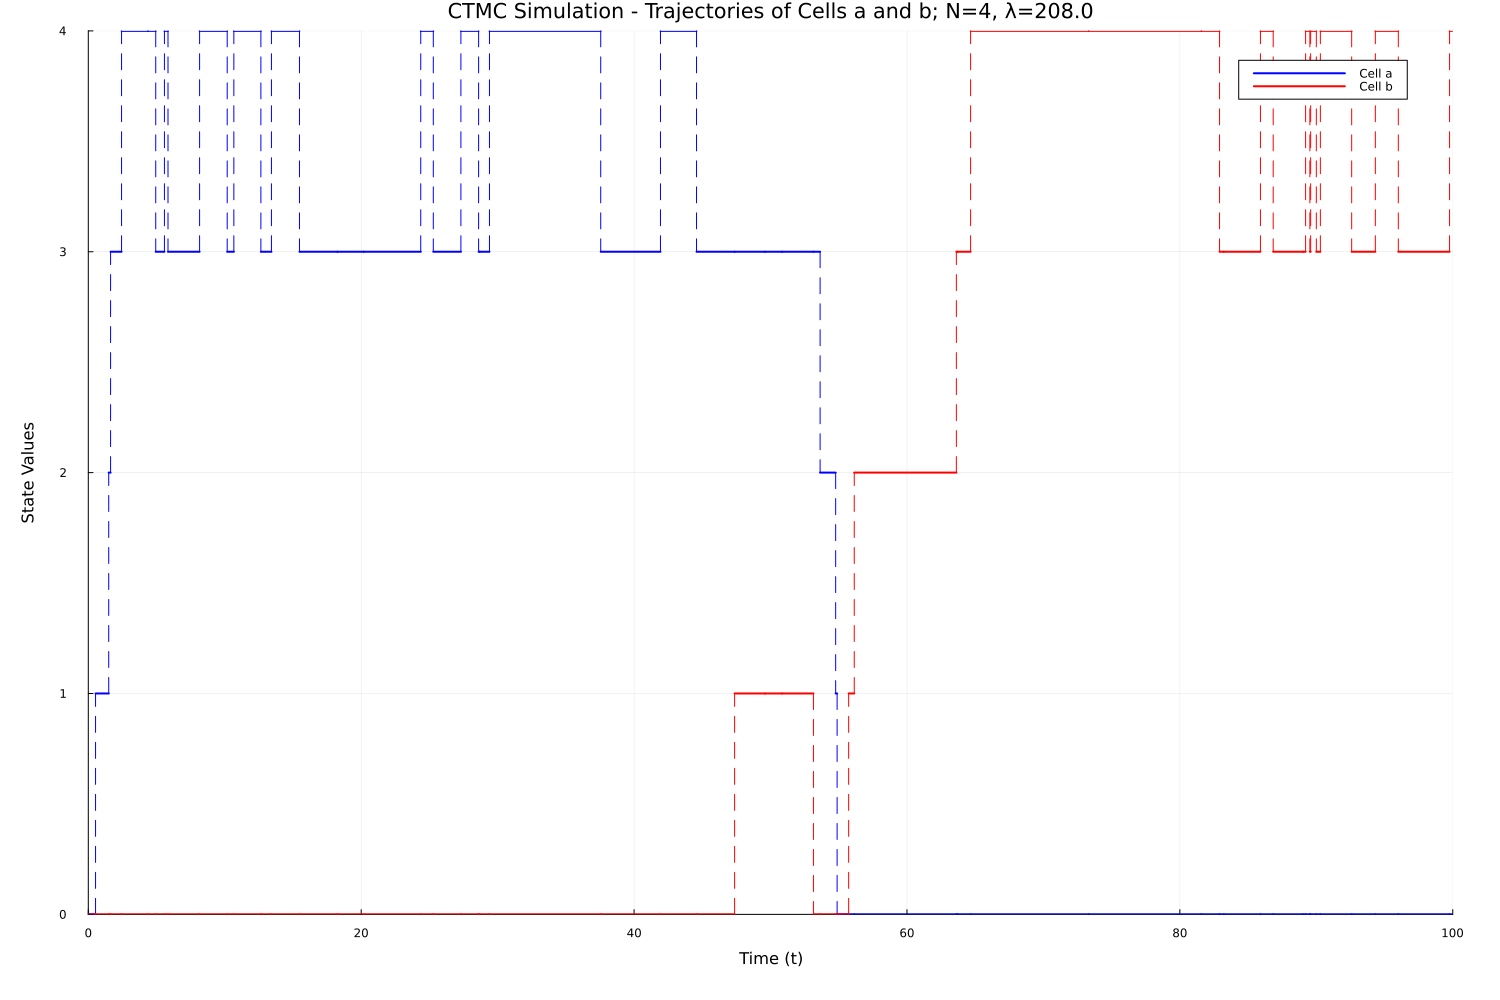 CTMC Simulation - Trajectories of Cells a and b; N=4, λ=208.0
4
Cell a
Cell b
3
State Values
2
1
0
0 20 40 60 80 100
Time (t)